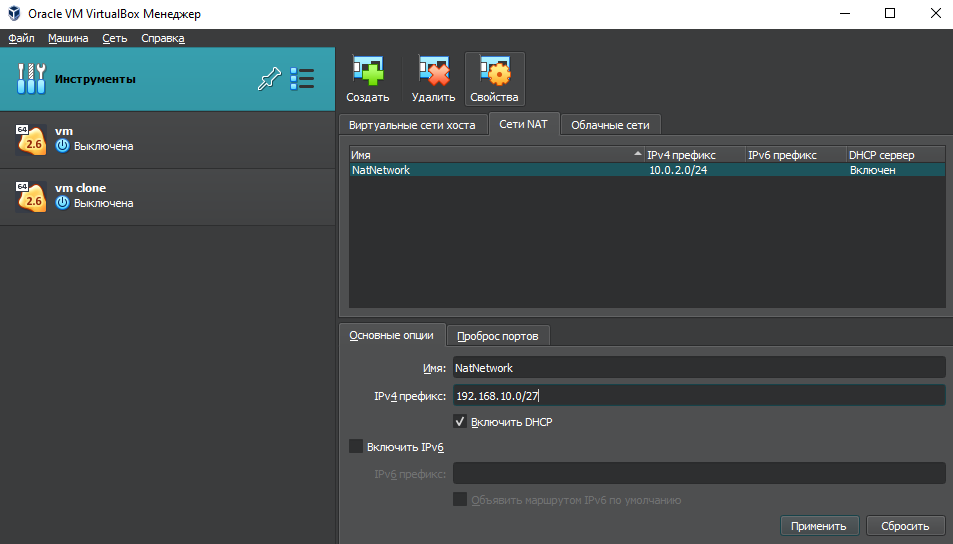 Oracle VM VirtualBox Менеджер
Файл Машина Сеть Справка
Инструменты
64
2.6
vm
Выключена
64
2.6
vm clone
Выключена
Создать Удалить Свойства
Виртуальные сети хоста Сети NAT Облачные сети
Имя IPv4 префикс IPv6 префикс DHCP сервер
NatNetwork 10.0.2.0/24 Включен
Основные опции Проброс портов
Имя: NatNetwork
IPv4 префикс: 192.168.10.0/27
Включить DHCP
Включить IPv6
IPv6 префикс:
Объявить маршрутом IPv6 по умолчанию
Применить Сбросить